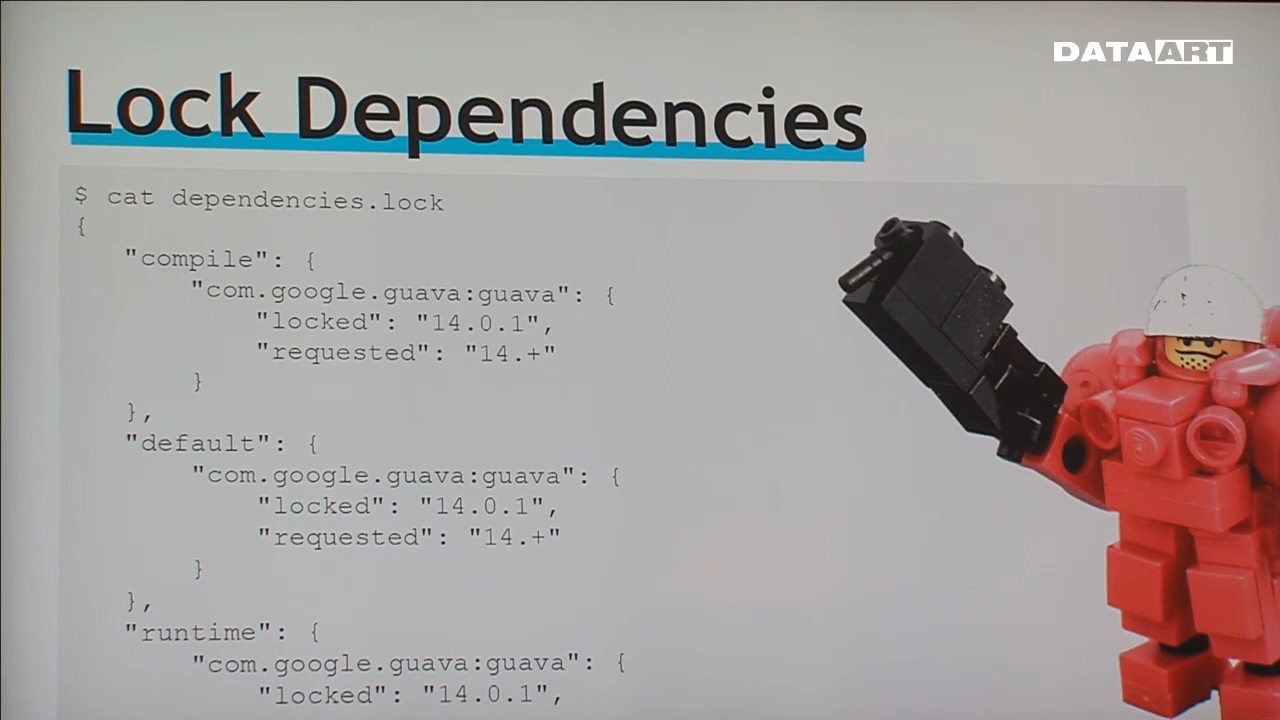 DATAART
Lock Dependencies
$ cat dependencies.lock
{
"compile": {
"com.google.guava:guava": {
"locked": "14.0.1",
"requested": "14.+"
}
},
"default": {
"com.google.guava:guava": {
"locked": "14.0.1",
"requested": "14.+"
}
},
"runtime": {
"com.google.guava:guava": {
"locked": "14.0.1",